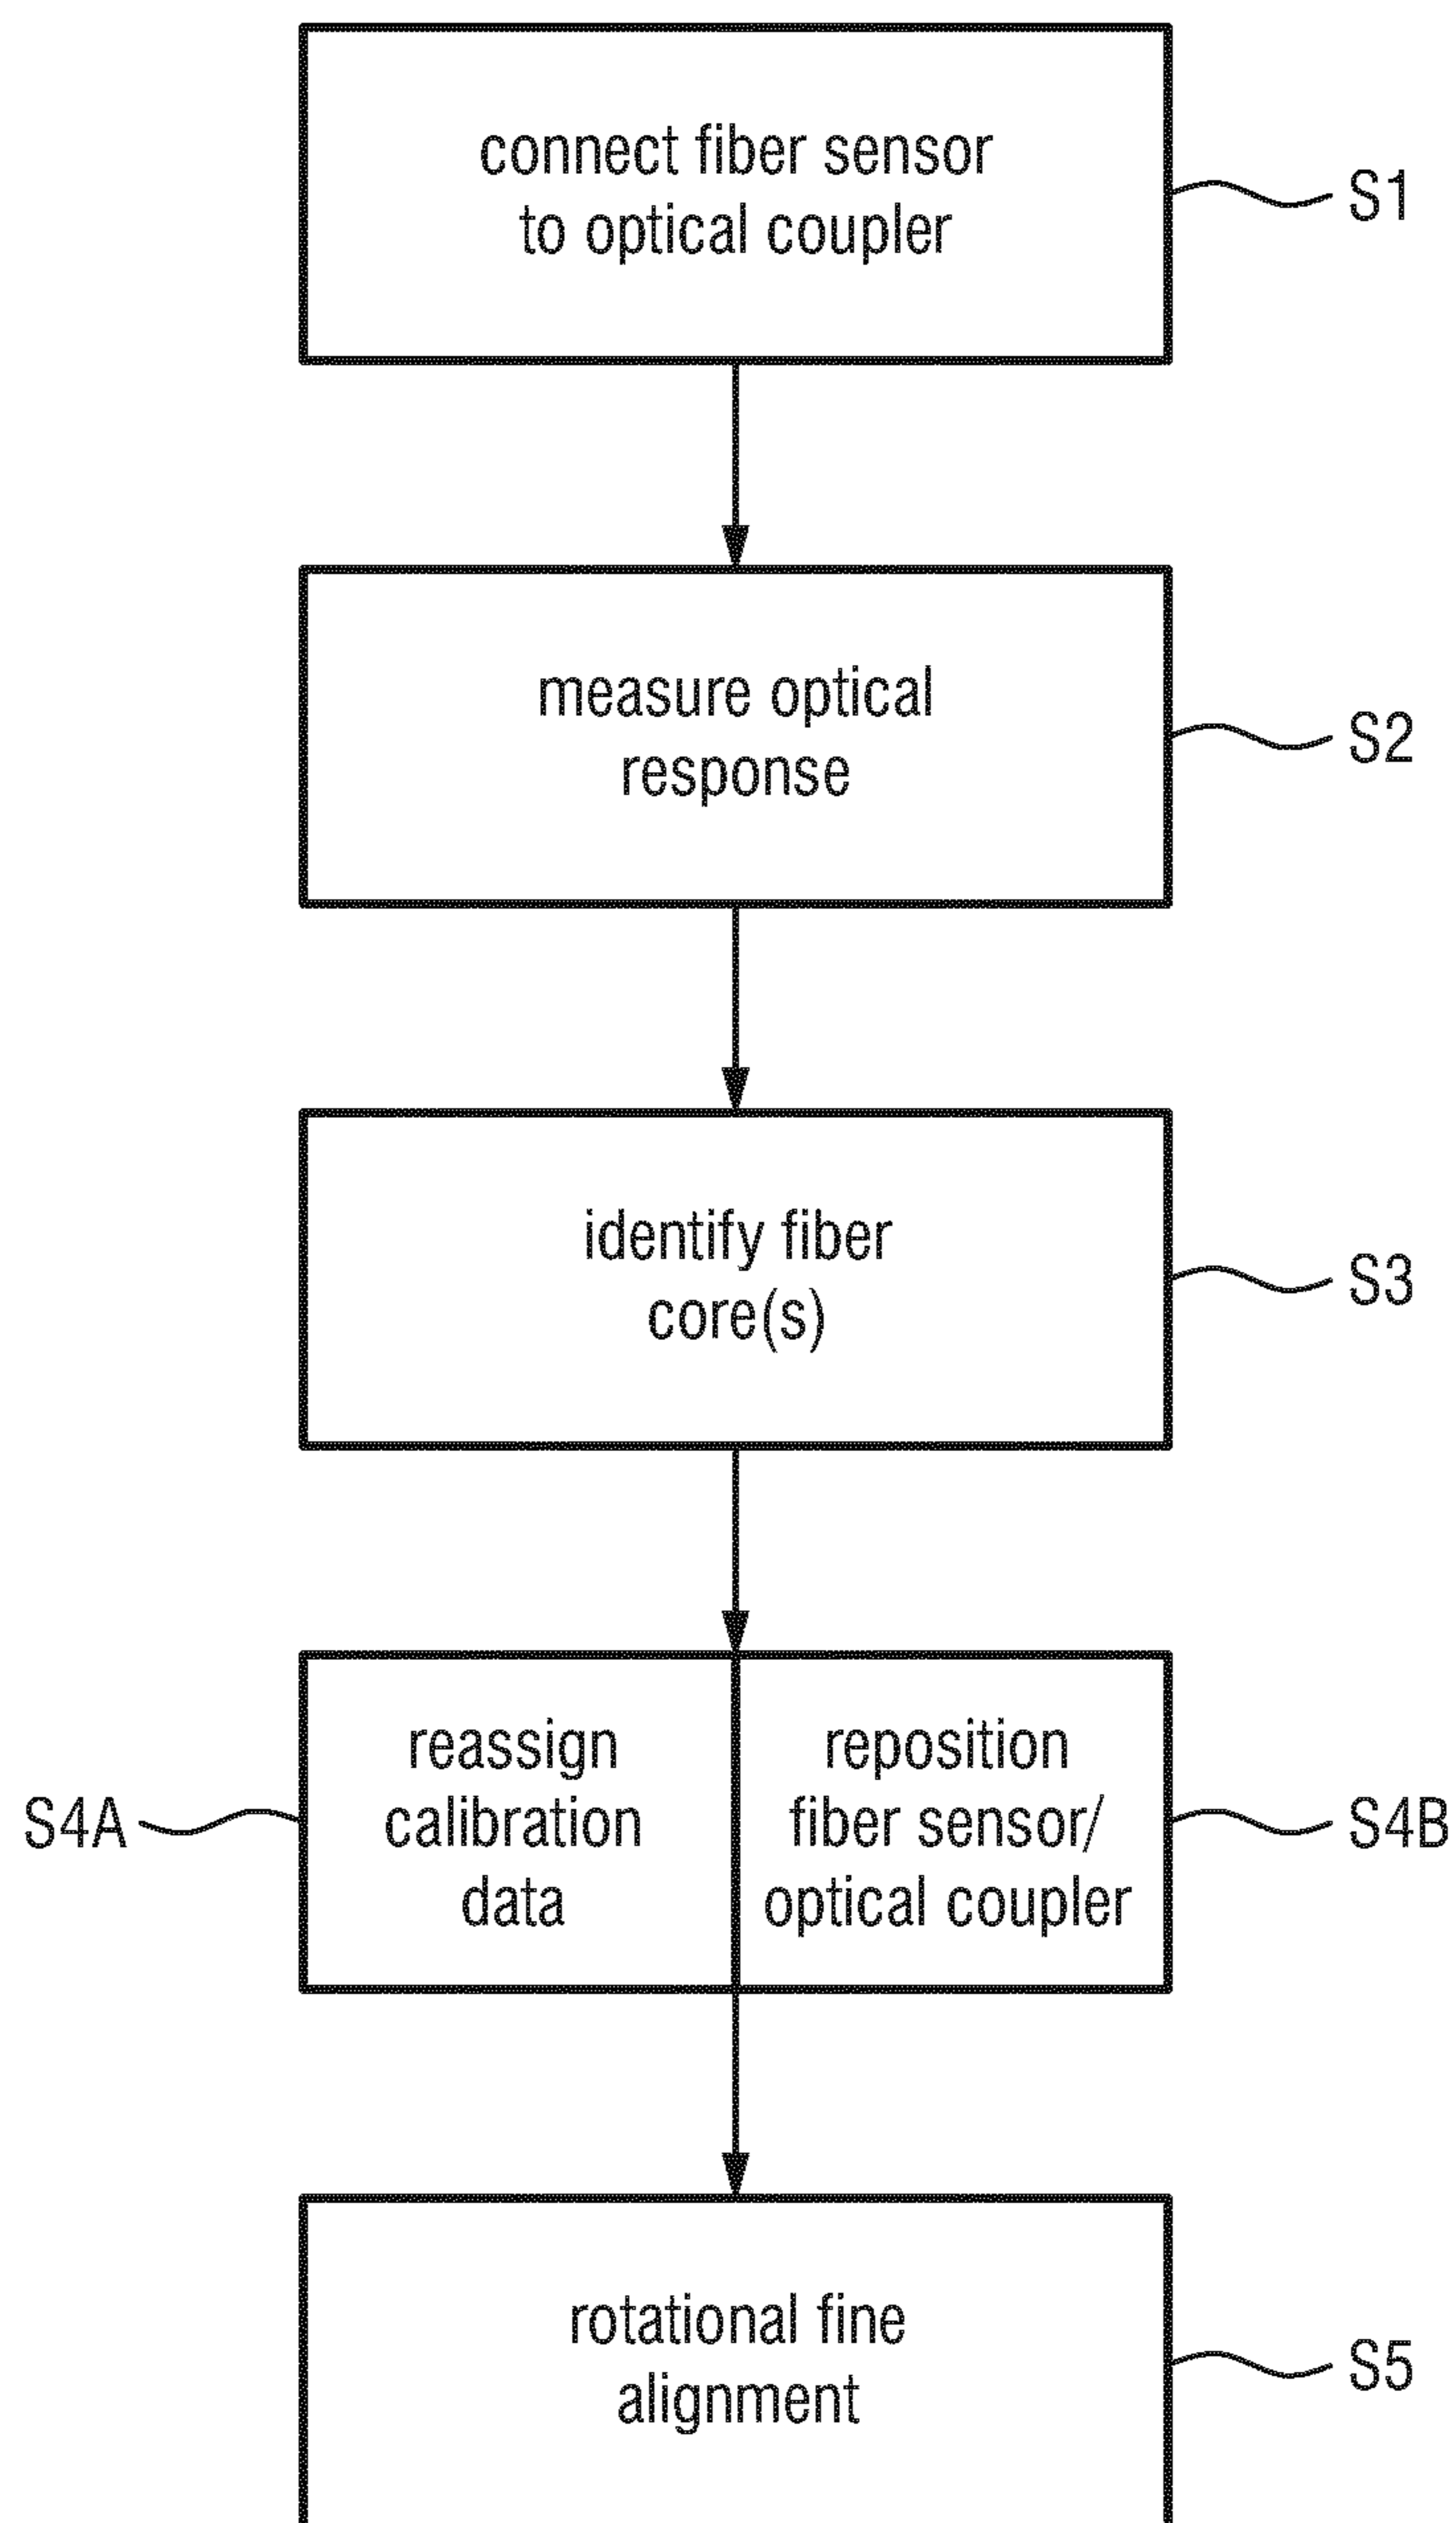 connect fiber sensor
to optical coupler
S1
measure optical
response
S2
identify fiber
core(s)
S3
S4A
reassign
calibration
data
reposition
fiber sensor/
optical coupler
S4B
rotational fine
alignment
S5